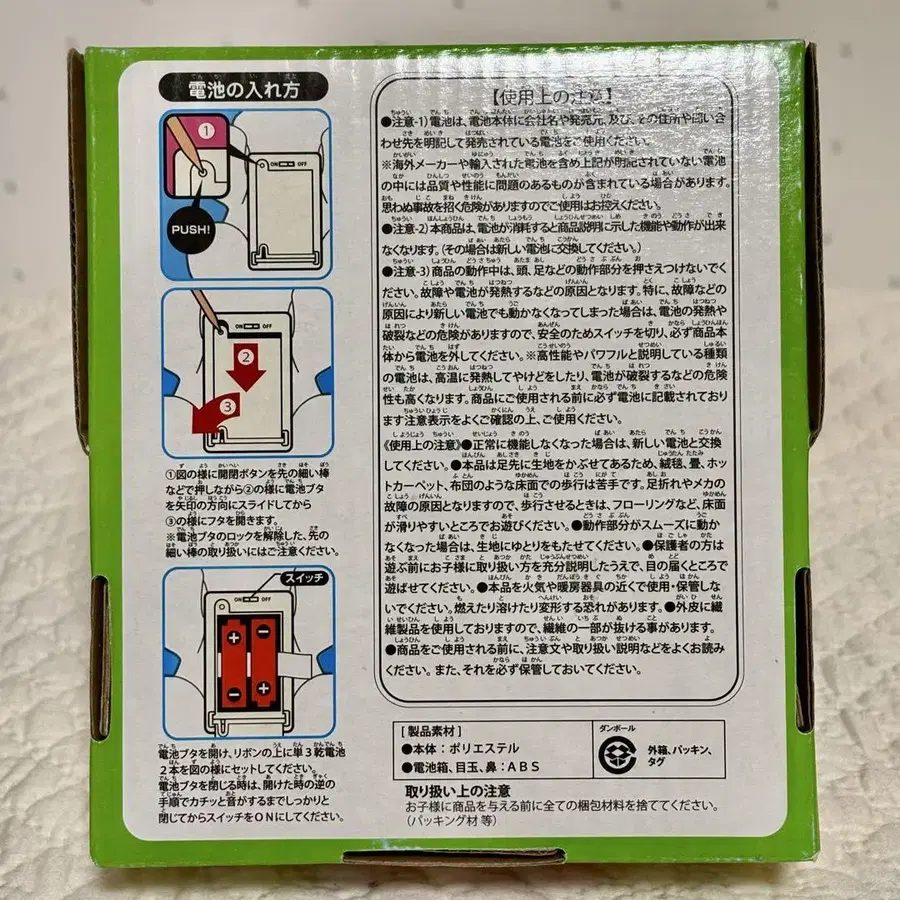 電池の入れ方
①
ON OFF
PUSH!
ON OFF
②
③
①図の様に開閉ボタンを先の細い棒
などで押しながら②の様に電池ブタ
を矢印の方向にスライドしてから
③の様にフタを開きます。
※電池ブタのロックを解除した、先の
細い棒の取り扱いにはご注意ください。
スイッチ
ON OFF
電池ブタを開け、リボンの上に単3乾電池
2本を図の様にセットしてください。
電池ブタを閉じる時は、開けた時の逆の
手順でカチッと音がするまでしっかりと
閉じてからスイッチをONにしてください。
【使用上の注意】
●注意-1)電池は、電池本体に会社名や発売元、及び、その住所や問い合
わせ先を明記して発売されている電池をご使用ください。
※海外メーカーや輸入された電池を含め上記が明記されていない電池
の中には品質や性能に問題のあるものが含まれている場合があります。
思わぬ事故を招く危険がありますのでご使用はお控えください。
●注意-2)本商品は、電池が消耗すると商品説明に示した機能や動作が出来
なくなります。(その場合は新しい電池に交換してください。)
●注意-3)商品の動作中は、頭、足などの動作部分を押さえつけないでく
ださい。故障や電池が発熱するなどの原因となります。特に、故障などの
原因により新しい電池でも動かなくなってしまった場合は、電池の発熱や
破裂などの危険がありますので、安全のためスイッチを切り、必ず商品本
体から電池を外してください。※高性能やパワフルと説明している種類
の電池は、高温に発熱してやけどをしたり、電池が破裂するなどの危険
性も高くなります。商品にご使用される前に必ず電池に記載されており
ます注意表示をよくご確認の上、ご使用ください。
《使用上の注意》●正常に機能しなくなった場合は、新しい電池と交換
してください。●本品は足先に生地をかぶせてあるため、絨毯、畳、ホッ
トカーペット、布団のような床面での歩行は苦手です。足折れやメカの
故障の原因となりますので、歩行させるときは、フローリングなど、床面
が滑りやすいところでお遊びください。●動作部分がスムーズに動か
なくなった場合は、生地にゆとりをもたせてください。●保護者の方は
遊ぶ前にお子様に取り扱い方を充分説明したうえで、目の届くところで
遊ばせてください。●本品を火気や暖房器具の近くで使用・保管しな
いでください。燃えたり溶けたり変形する恐れがあります。●外皮に繊
維製品を使用しておりますので、繊維の一部が抜ける事があります。
●商品をご使用される前に、注意文や取り扱い説明などをよくお読み
ください。また、それを必ず保管しておいてください。
[製品素材]
●本体：ポリエステル
●電池箱、目玉、鼻：ABS
ダンボール
外箱、パッキン、
タグ
取り扱い上の注意
お子様に商品を与える前に全ての梱包材料を捨ててください。
(パッキング材 等)